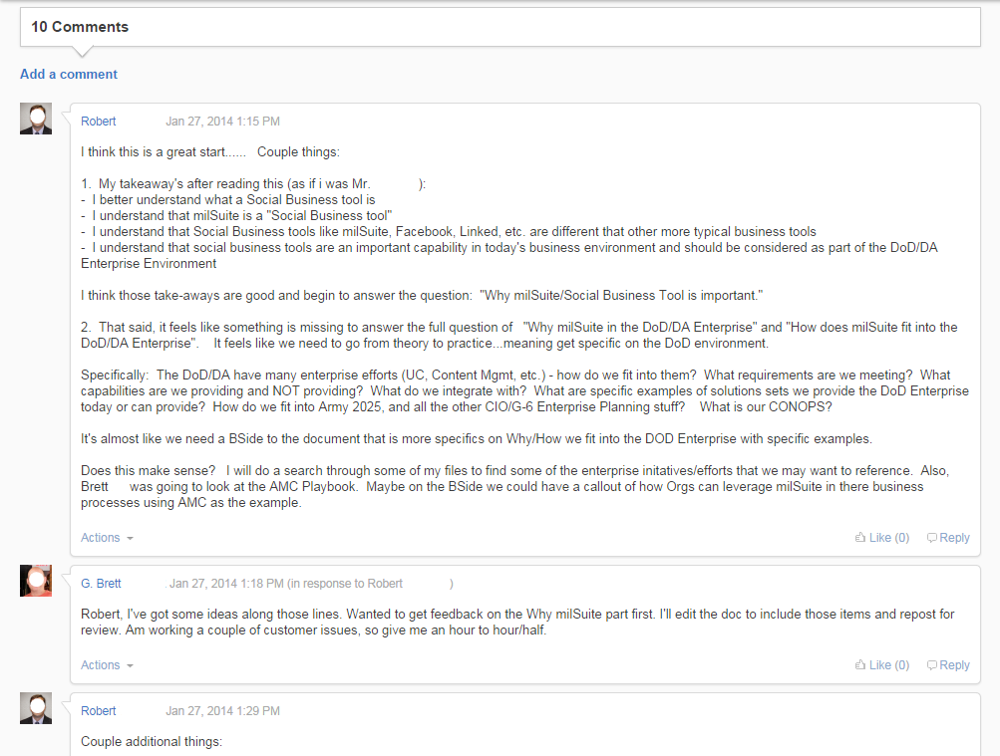 10 Comments
Add a comment
Robert Jan 27, 2014 1:15 PM
I think this is a great start...... Couple things:
1. My takeaway's after reading this (as if i was Mr. ):
- I better understand what a Social Business tool is
- I understand that milSuite is a "Social Business tool"
- I understand that Social Business tools like milSuite, Facebook, Linked, etc. are different that other more typical business tools
- I understand that social business tools are an important capability in today's business environment and should be considered as part of the DoD/DA
Enterprise Environment
I think those take-aways are good and begin to answer the question: "Why milSuite/Social Business Tool is important."
2. That said, it feels like something is missing to answer the full question of "Why milSuite in the DoD/DA Enterprise" and "How does milSuite fit into the
DoD/DA Enterprise". It feels like we need to go from theory to practice...meaning get specific on the DoD environment.
Specifically: The DoD/DA have many enterprise efforts (UC, Content Mgmt, etc.) - how do we fit into them? What requirements are we meeting? What
capabilities are we providing and NOT providing? What do we integrate with? What are specific examples of solutions sets we provide the DoD Enterprise
today or can provide? How do we fit into Army 2025, and all the other CIO/G-6 Enterprise Planning stuff? What is our CONOPS?
It's almost like we need a BSide to the document that is more specifics on Why/How we fit into the DOD Enterprise with specific examples.
Does this make sense? I will do a search through some of my files to find some of the enterprise initatives/efforts that we may want to reference. Also,
Brett was going to look at the AMC Playbook. Maybe on the BSide we could have a callout of how Orgs can leverage milSuite in there business
processes using AMC as the example.
Actions Like (0) Reply
G. Brett Jan 27, 2014 1:18 PM (in response to Robert )
Robert, I've got some ideas along those lines. Wanted to get feedback on the Why milSuite part first. I'll edit the doc to include those items and repost for
review. Am working a couple of customer issues, so give me an hour to hour/half.
Actions Like (0) Reply
Robert Jan 27, 2014 1:29 PM
Couple additional things: